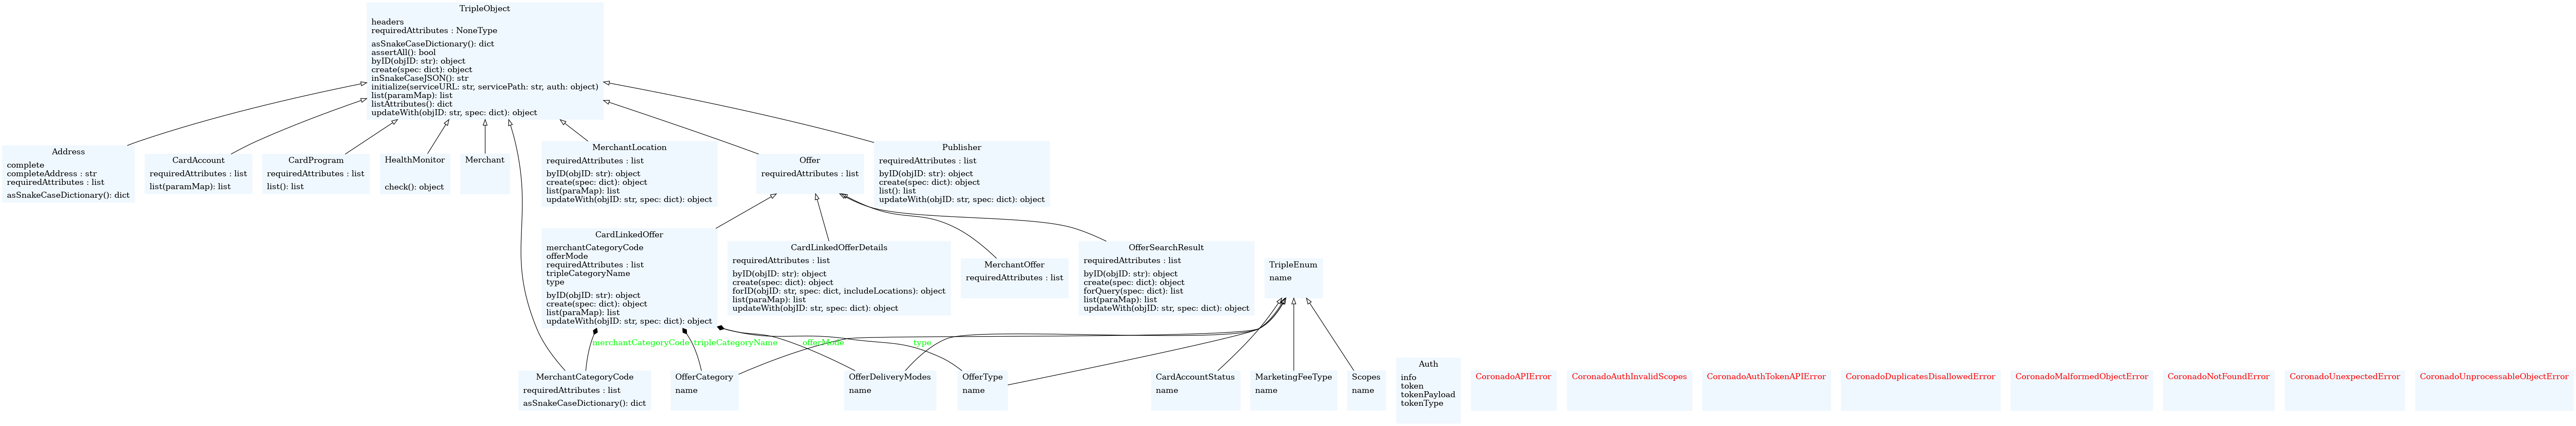 TripleObject
headers
requiredAttributes : NoneType
asSnakeCaseDictionary(): dict
assertAll(): bool
byID(objID: str): object
create(spec: dict): object
inSnakeCaseJSON(): str
initialize(serviceURL: str, servicePath: str, auth: object)
list(paramMap): list
listAttributes(): dict
updateWith(objID: str, spec: dict): object
Address
complete
completeAddress : str
requiredAttributes : list
asSnakeCaseDictionary(): dict
CardAccount
requiredAttributes : list
list(paramMap): list
CardProgram
requiredAttributes : list
list(): list
HealthMonitor
check(): object
Merchant
MerchantLocation
requiredAttributes : list
byID(objID: str): object
create(spec: dict): object
list(paraMap): list
updateWith(objID: str, spec: dict): object
Offer
requiredAttributes : list
Publisher
requiredAttributes : list
byID(objID: str): object
create(spec: dict): object
list(): list
updateWith(objID: str, spec: dict): object
CardLinkedOffer
merchantCategoryCode
offerMode
requiredAttributes : list
tripleCategoryName
type
byID(objID: str): object
create(spec: dict): object
list(paraMap): list
updateWith(objID: str, spec: dict): object
CardLinkedOfferDetails
requiredAttributes : list
byID(objID: str): object
create(spec: dict): object
forID(objID: str, spec: dict, includeLocations): object
list(paraMap): list
updateWith(objID: str, spec: dict): object
MerchantOffer
requiredAttributes : list
OfferSearchResult
requiredAttributes : list
byID(objID: str): object
create(spec: dict): object
forQuery(spec: dict): list
list(paraMap): list
updateWith(objID: str, spec: dict): object
TripleEnum
name
merchantCategoryCode
tripleCategoryName
offerMode
type
MerchantCategoryCode
requiredAttributes : list
asSnakeCaseDictionary(): dict
OfferCategory
name
OfferDeliveryModes
name
OfferType
name
CardAccountStatus
name
MarketingFeeType
name
Scopes
name
Auth
info
token
tokenPayload
tokenType
CoronadoAPIError
CoronadoAuthInvalidScopes
CoronadoAuthTokenAPIError
CoronadoDuplicatesDisallowedError
CoronadoMalformedObjectError
CoronadoNotFoundError
CoronadoUnexpectedError
CoronadoUnprocessableObjectError